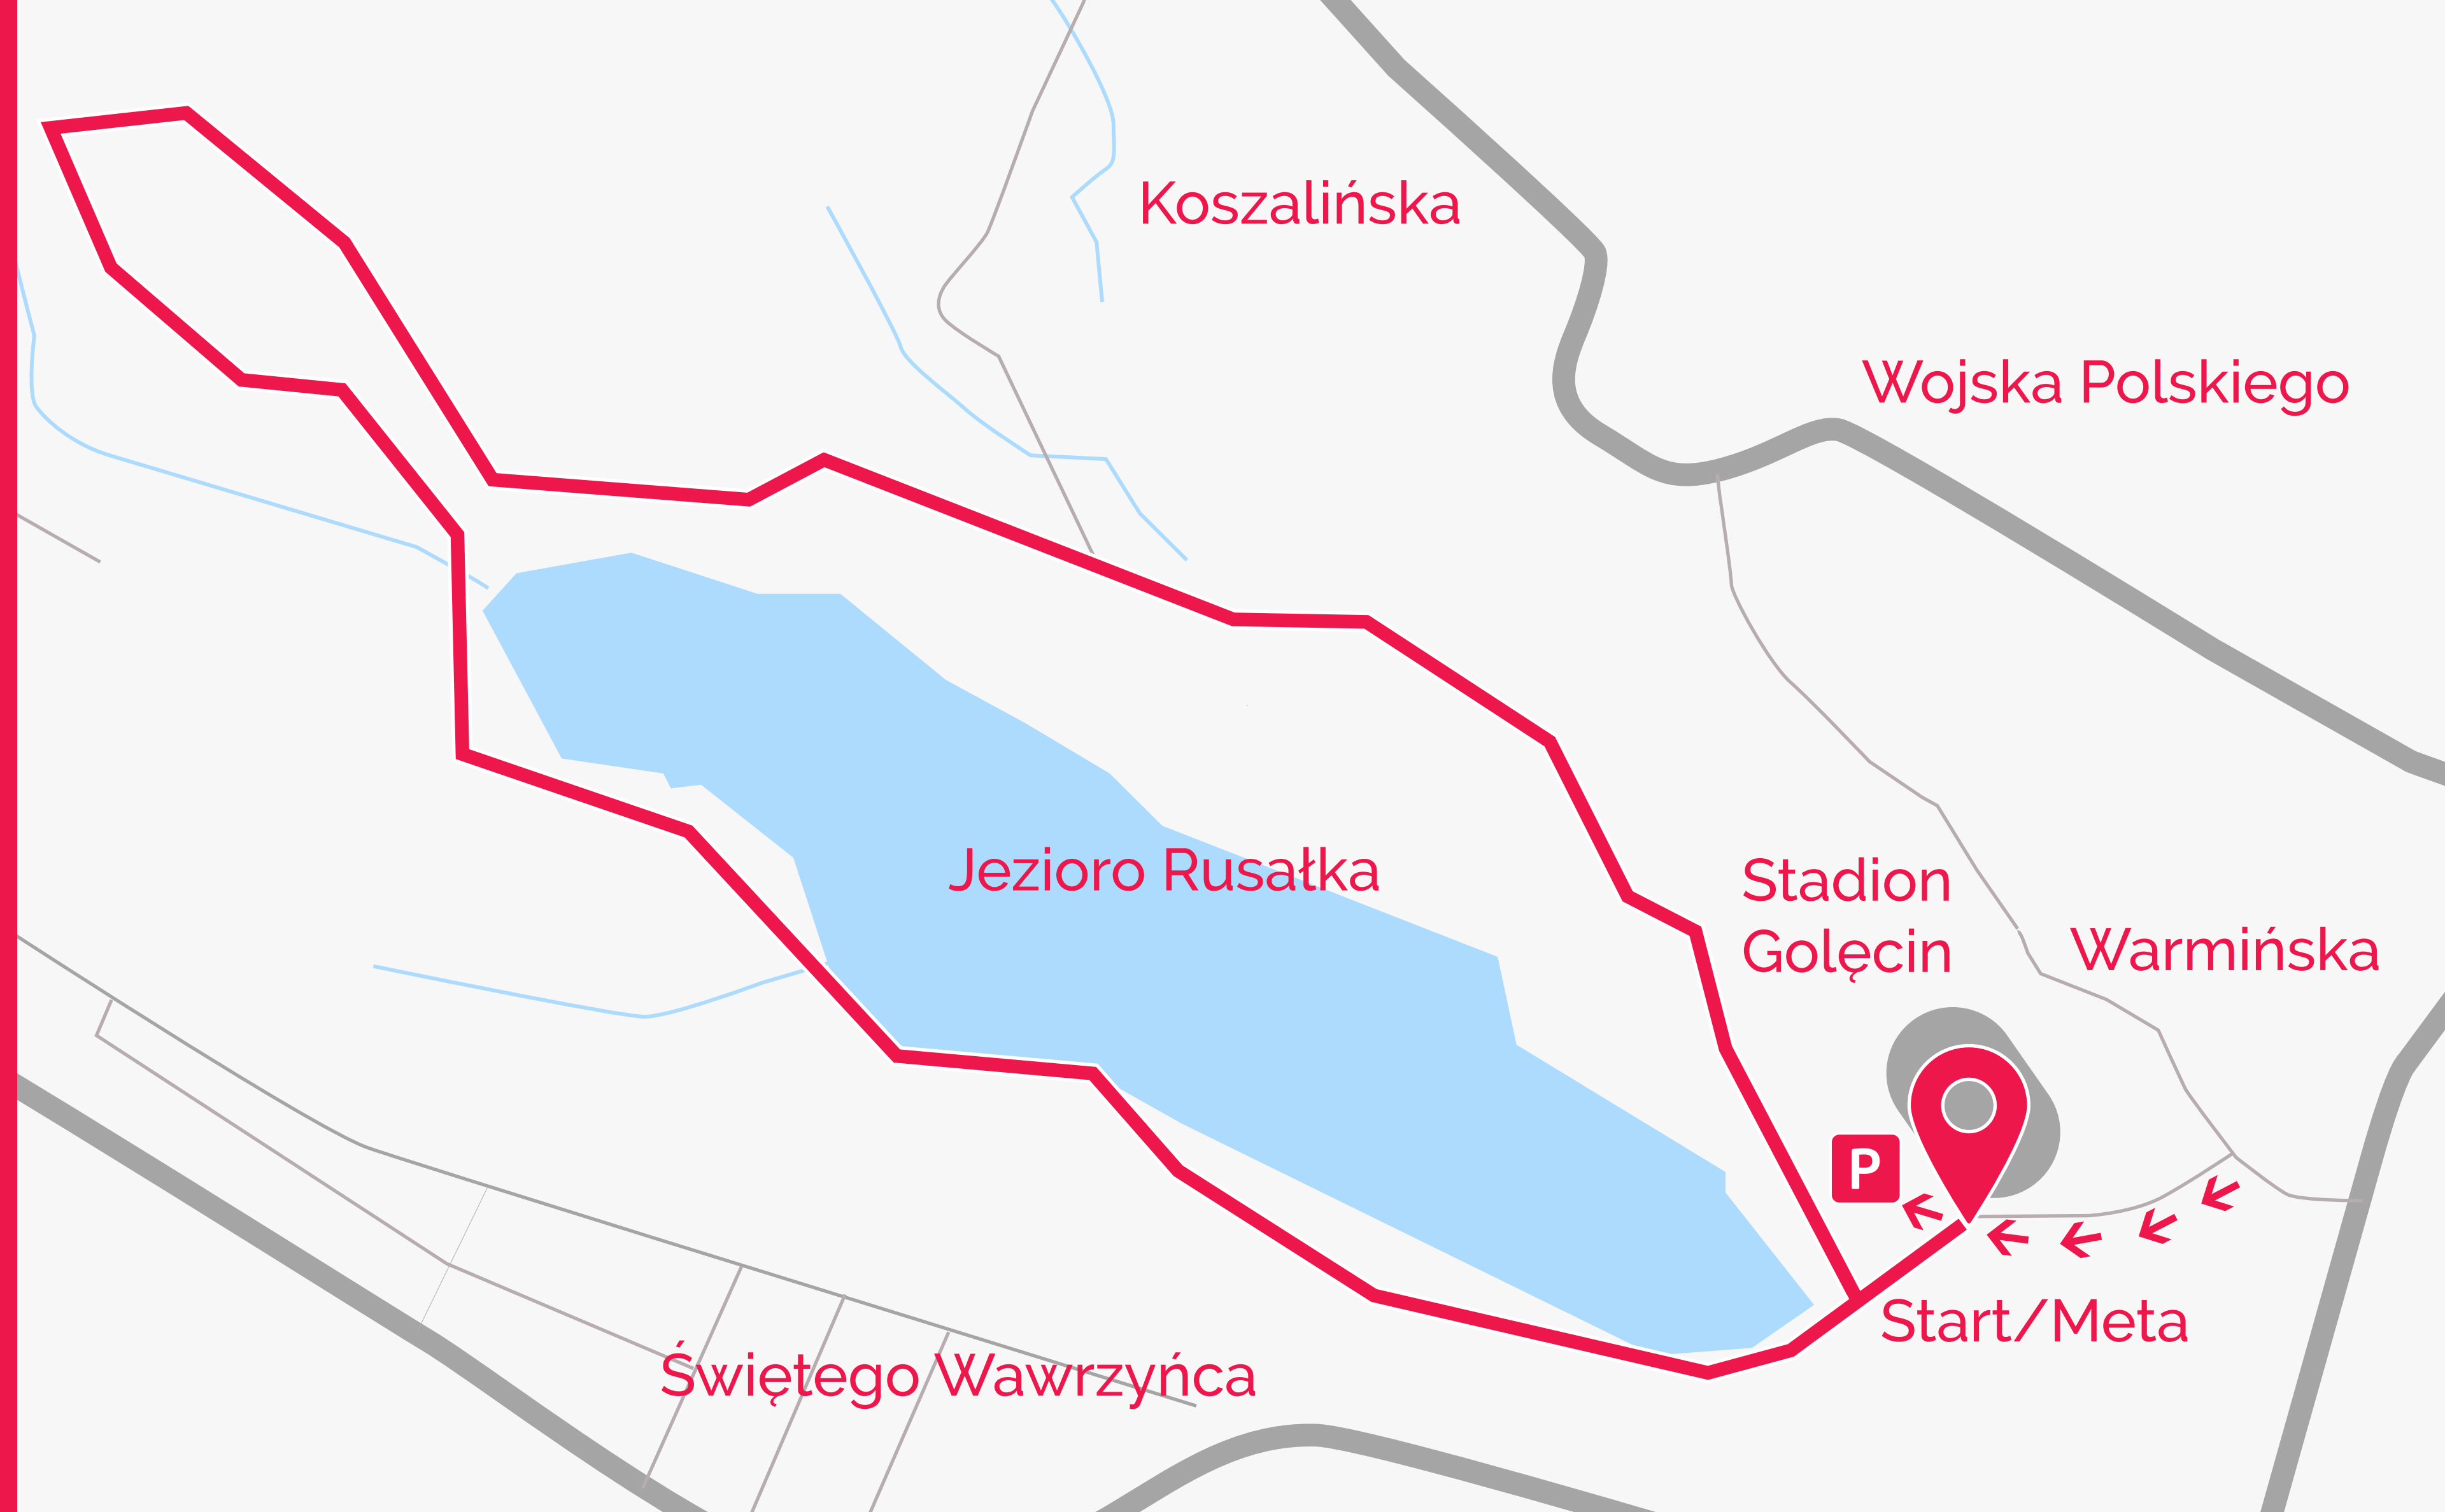 Koszalińska
Wojska Polskiego
Jezioro Rusałka
Stadion
Golęcin
Warmińska
P
Start/Meta
Świętego Wawrzyńca